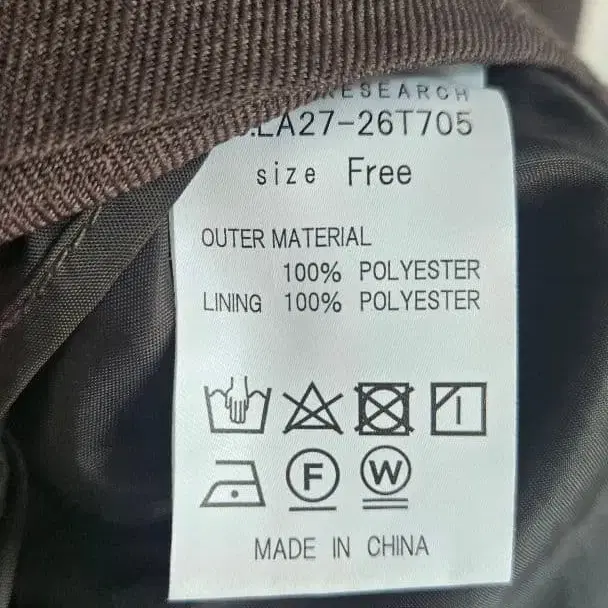 RESEARCH
.LA27-26T705
size Free
OUTER MATERIAL
100% POLYESTER
LINING 100% POLYESTER
F W
MADE IN CHINA